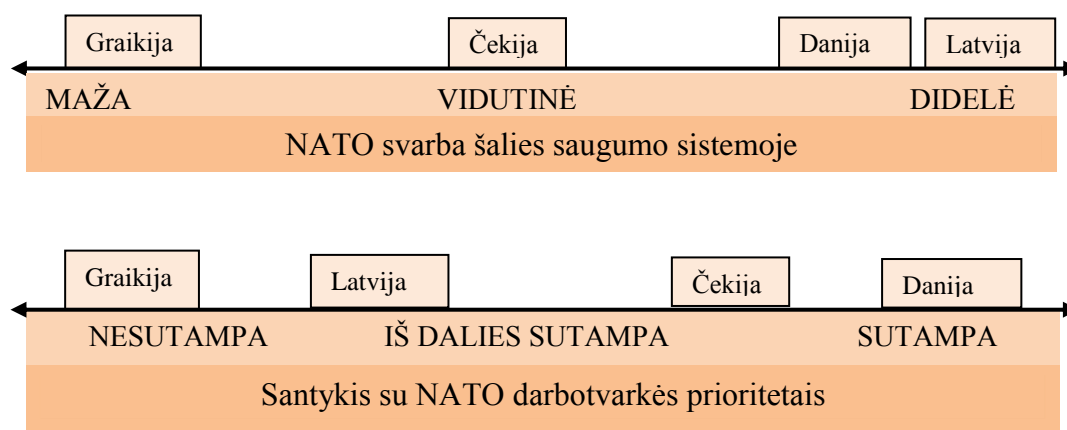 Graikija Čekija Danija Latvija
MAŽA VIDUTINĖ DIDELĖ
NATO svarba šalies saugumo sistemoje
Graikija Latvija Čekija Danija
NESUTAMPA IŠ DALIES SUTAMPA SUTAMPA
Santykis su NATO darbotvarkės prioritetais